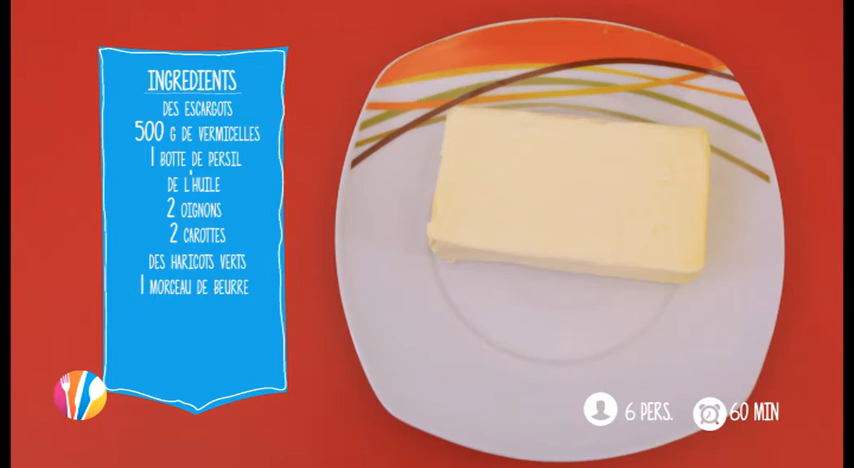 INGREDIENTS
DES ESCARGOTS
500 G DE VERMICELLES
1 BOTTE DE PERSIL
DE L'HUILE
2 OIGNONS
2 CAROTTES
DES HARICOTS VERTS
1 MORCEAU DE BEURRE
6 PERS.
60 MIN